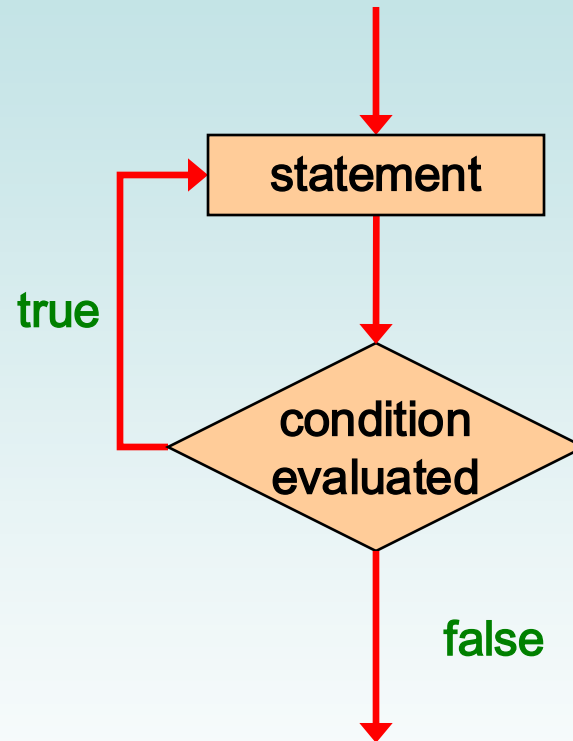 statement
true
condition
evaluated
false